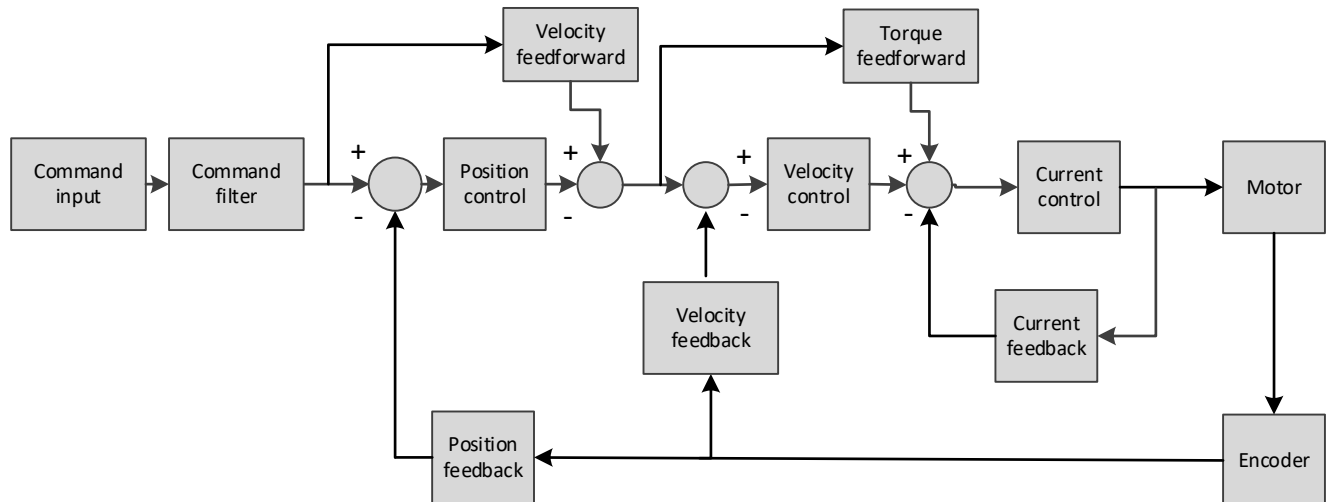 Velocity
feedforward
Torque
feedforward
Command
input
Command
filter
+
-
Position
control
+
-
+
-
Velocity
control
+
-
Current
control
Motor
Velocity
feedback
Current
feedback
Position
feedback
Encoder